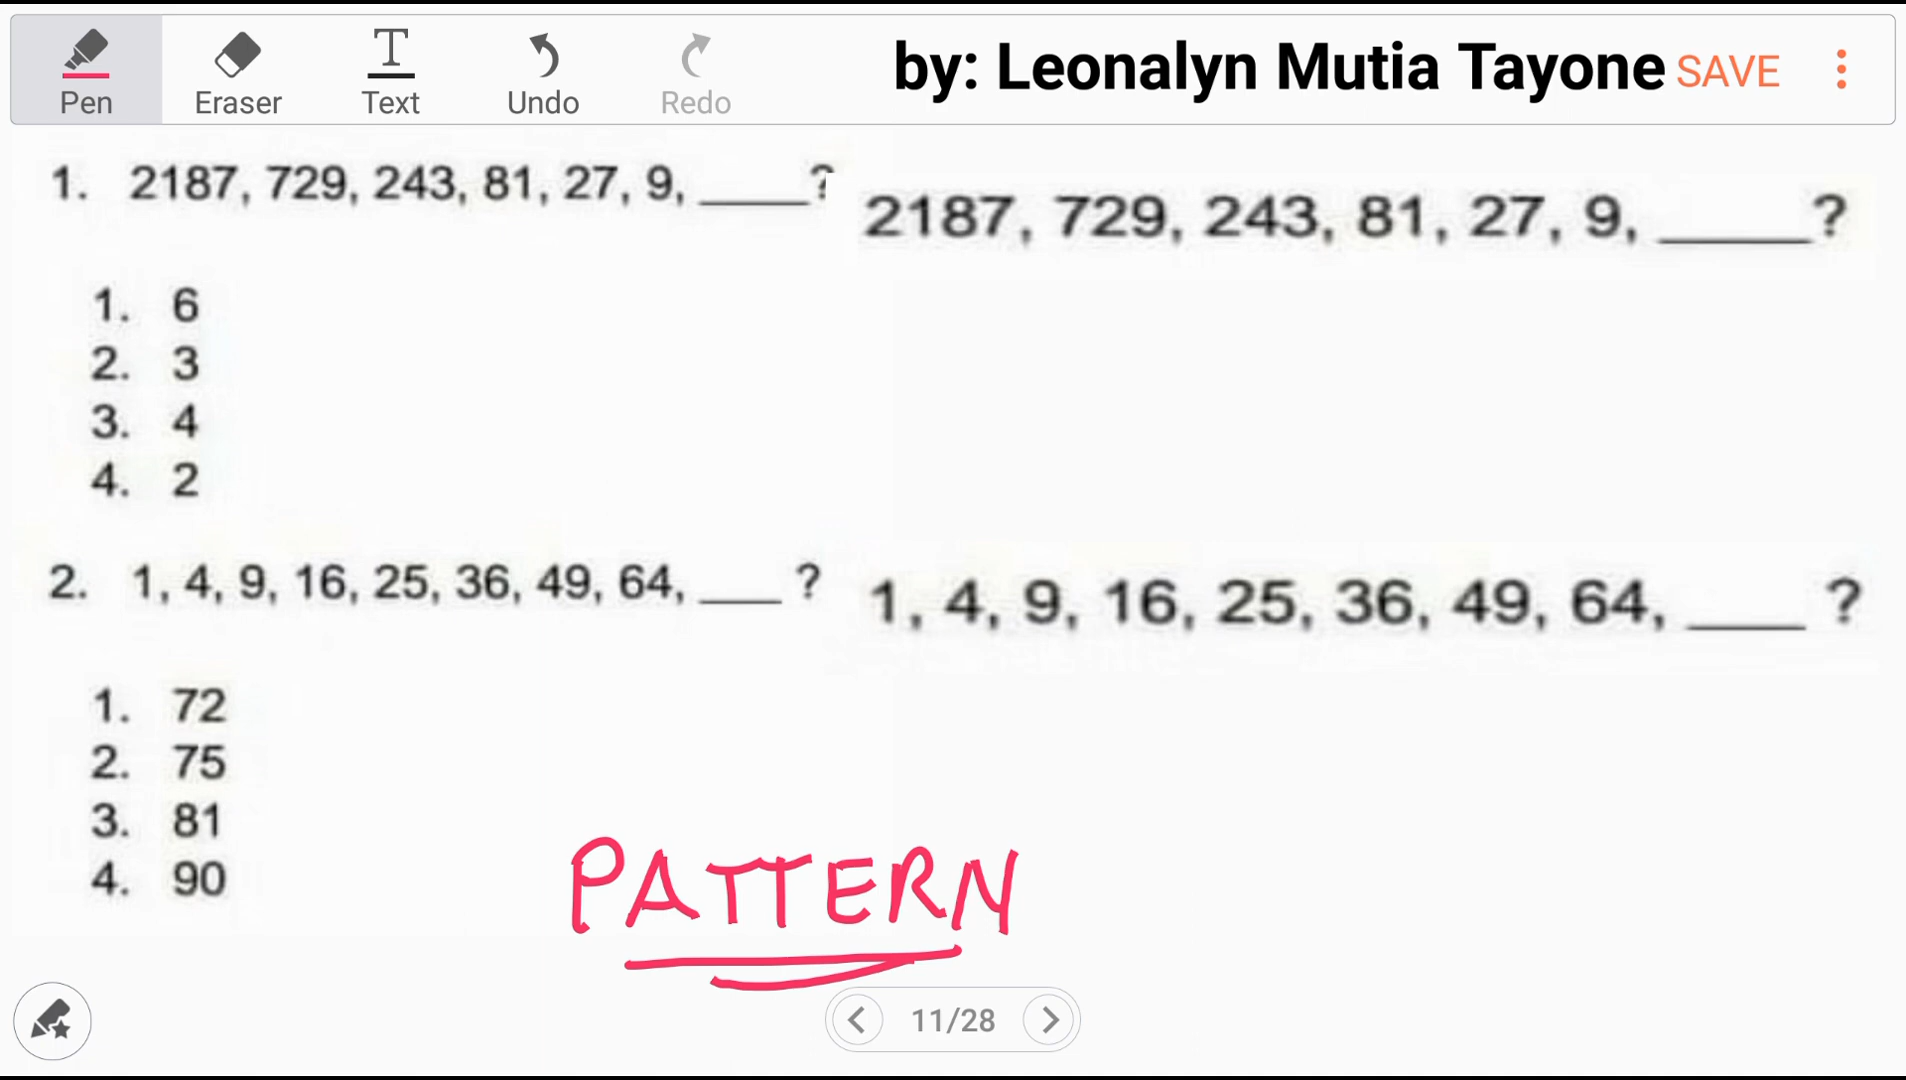 Pen Eraser Text Undo Redo by: Leonalyn Mutia Tayone SAVE
1. 2187, 729, 243, 81, 27, 9, ____?
2187, 729, 243, 81, 27, 9, ____?
1. 6
2. 3
3. 4
4. 2
2. 1, 4, 9, 16, 25, 36, 49, 64, ___ ?
1, 4, 9, 16, 25, 36, 49, 64, ___ ?
1. 72
2. 75
3. 81
4. 90
PATTERN
11/28